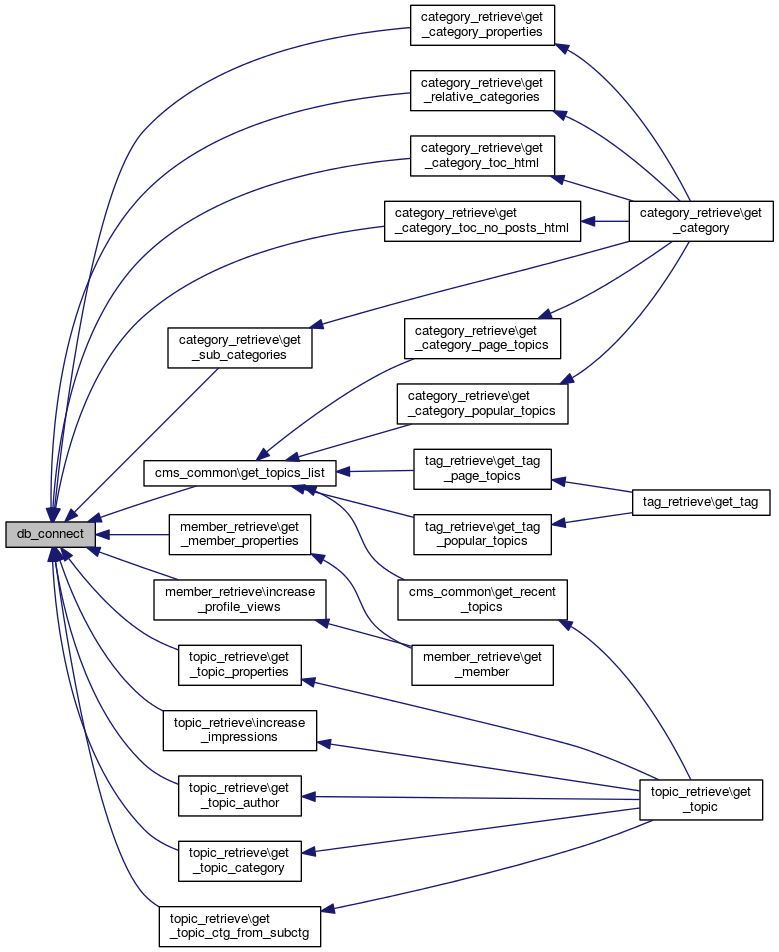 category_retrieve\get
_category_properties
category_retrieve\get
_relative_categories
category_retrieve\get
_category_toc_html
category_retrieve\get
_category_toc_no_posts_html
category_retrieve\get
_category
category_retrieve\get
_sub_categories
category_retrieve\get
_category_page_topics
category_retrieve\get
_category_popular_topics
cms_common\get_topics_list
tag_retrieve\get_tag
_page_topics
tag_retrieve\get_tag
db_connect
member_retrieve\get
_member_properties
tag_retrieve\get_tag
_popular_topics
member_retrieve\increase
_profile_views
cms_common\get_recent
_topics
topic_retrieve\get
_topic_properties
member_retrieve\get
_member
topic_retrieve\increase
_impressions
topic_retrieve\get
_topic_author
topic_retrieve\get
_topic
topic_retrieve\get
_topic_category
topic_retrieve\get
_topic_ctg_from_subctg